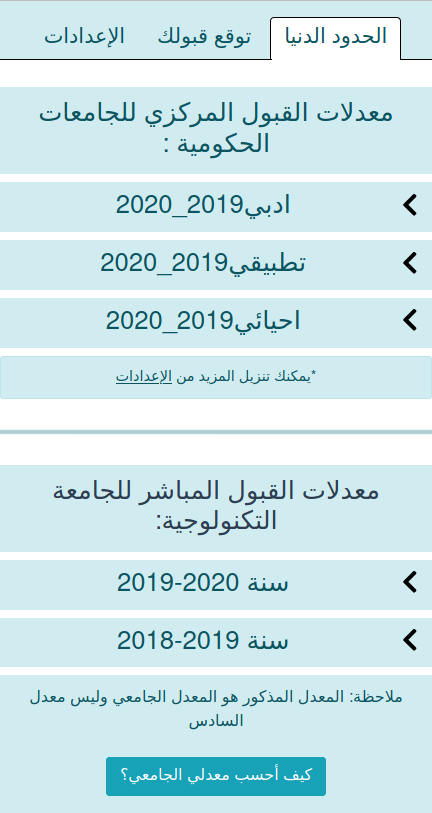 الحدود الدنيا
توقع قبولك
الإعدادات
معدلات القبول المركزي للجامعات
الحكومية :
ادبي2019_2020
تطبيقي2019_2020
احيائي2019_2020
*يمكنك تنزيل المزيد من الإعدادات
معدلات القبول المباشر للجامعة
التكنولوجية:
سنة 2020-2019
سنة 2019-2018
ملاحظة: المعدل المذكور هو المعدل الجامعي وليس معدل
السادس
كيف أحسب معدلي الجامعي؟